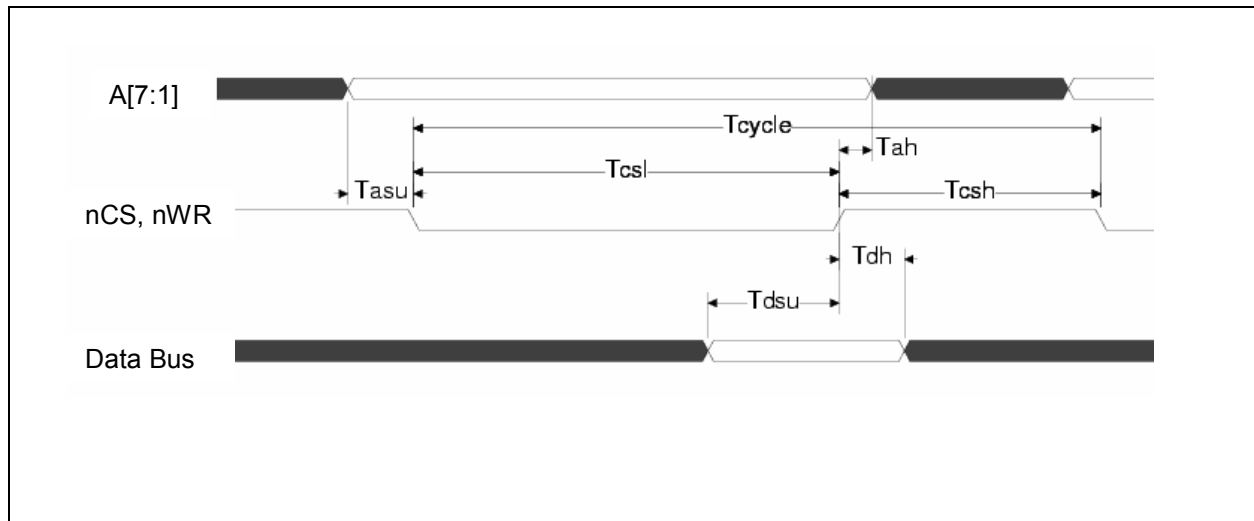 A[7:1]
Tcycle
Tah
Tcsl
Tcsh
Tasu
nCS, nWR
Tdh
Tdsu
Data Bus